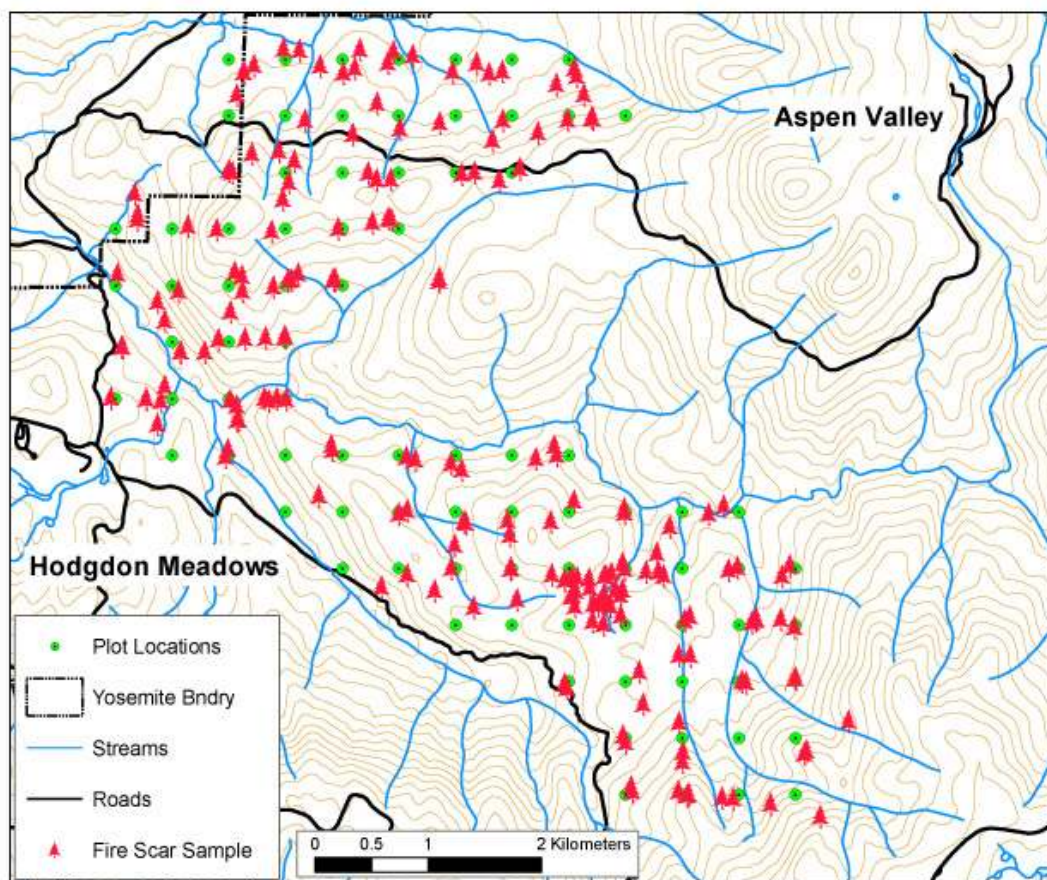 Aspen Valley
Hodgdon Meadows
Plot Locations
Yosemite Bndry
Streams
Roads
Fire Scar Sample
0 0.5 1 2 Kilometers